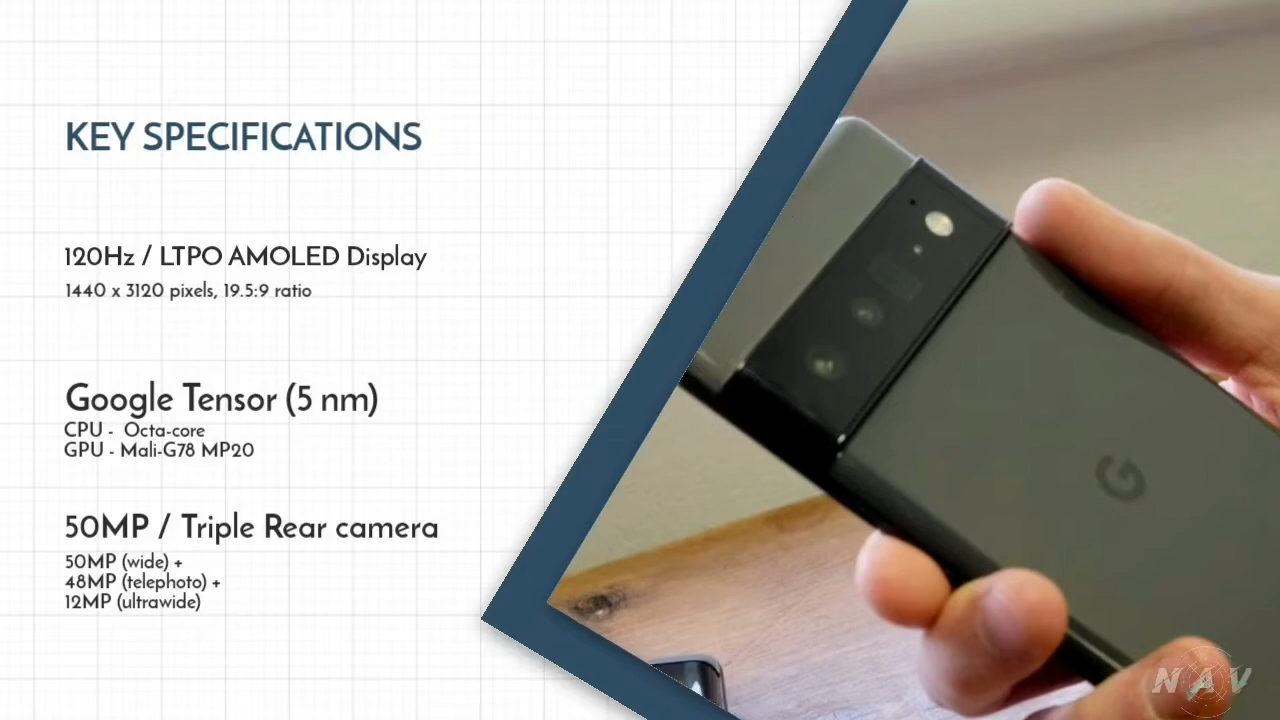 KEY SPECIFICATIONS
120Hz / LTPO AMOLED Display
1440 x 3120 pixels, 19.5:9 ratio
Google Tensor (5 nm)
CPU - Octa-core
GPU - Mali-G78 MP20
50MP / Triple Rear camera
50MP (wide) +
48MP (telephoto) +
12MP (ultrawide)
G
NAV